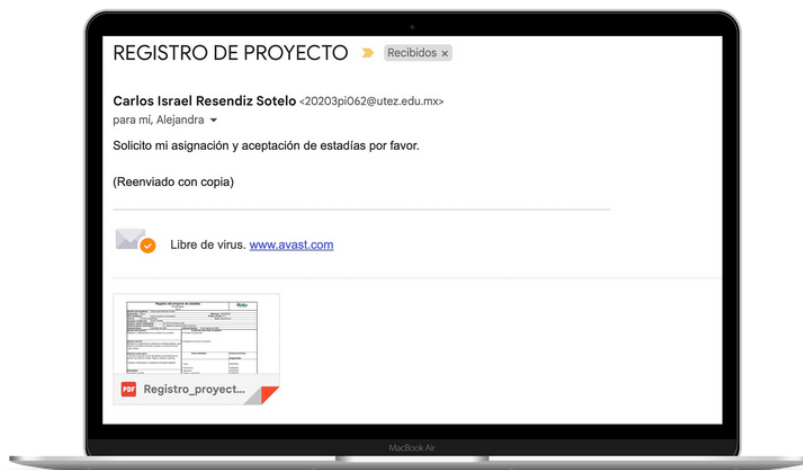 REGISTRO DE PROYECTO Recibidos x
Carlos Israel Resendiz Sotelo <20203pi062@utez.edu.mx>
para mí, Alejandra
Solicito mi asignación y aceptación de estadías por favor.
(Reenviado con copia)
Libre de virus. www.avast.com
PDF Registro_proyect...
MacBook Air